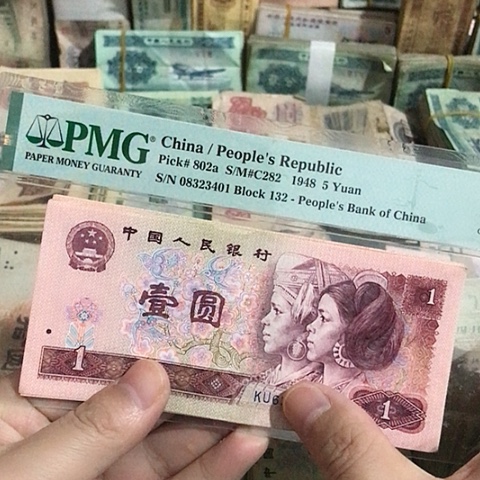 PMG®
PAPER MONEY GUARANTY
China / People's Republic
Pick# 802a S/M#C282 1948 5 Yuan
S/N 08323401 Block 132 - People's Bank of China
中国人民银行
壹圆
1
1
1
KU